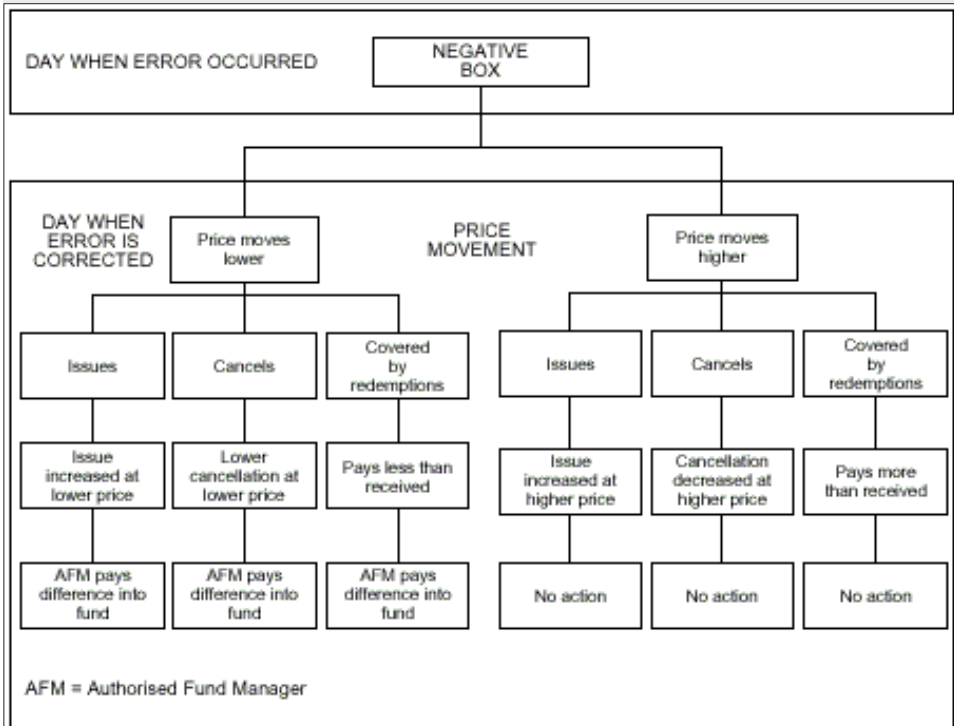 DAY WHEN ERROR OCCURRED
NEGATIVE
BOX
DAY WHEN
ERROR IS
CORRECTED
Price moves
lower
PRICE
MOVEMENT
Price moves
higher
Issues
Cancels
Covered
by
redemptions
Issues
Cancels
Covered
by
redemptions
Issue
increased at
lower price
Lower
cancellation at
lower price
Pays less than
received
Issue
increased at
higher price
Cancellation
decreased at
higher price
Pays more
than received
AFM pays
difference into
fund
AFM pays
difference into
fund
AFM pays
difference into
fund
No action
No action
No action
AFM = Authorised Fund Manager